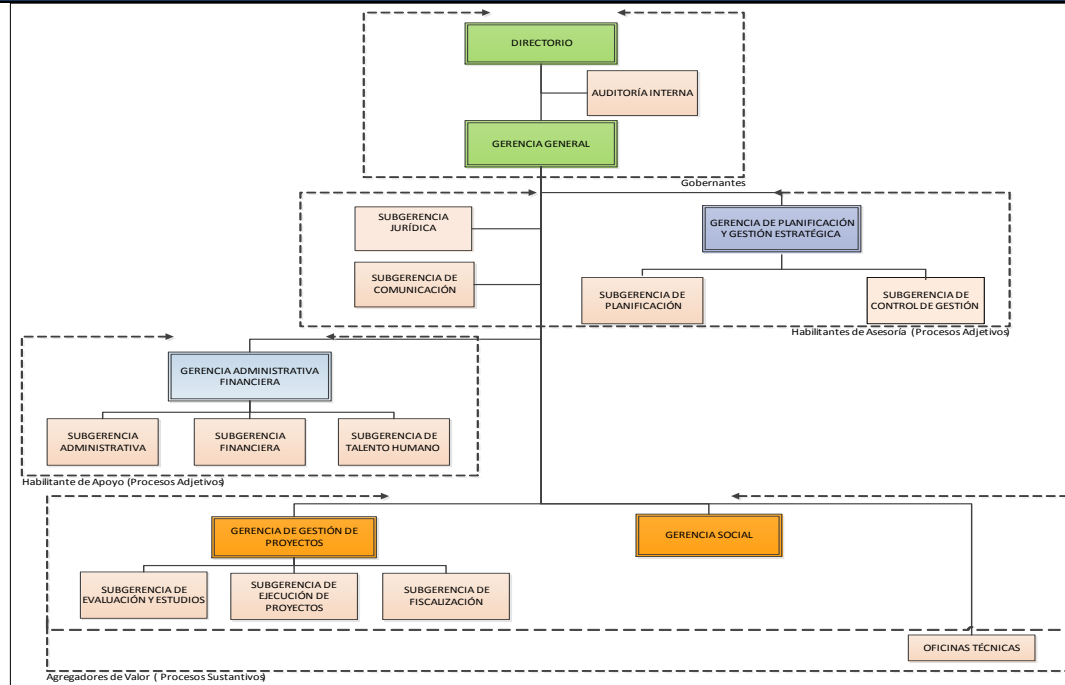 DIRECTORIO
AUDITORÍA INTERNA
GERENCIA GENERAL
Gobernantes
SUBGERENCIA
JURÍDICA
GERENCIA DE PLANIFICACIÓN
Y GESTIÓN ESTRATÉGICA
SUBGERENCIA DE
COMUNICACIÓN
SUBGERENCIA DE
PLANIFICACIÓN
SUBGERENCIA DE
CONTROL DE GESTIÓN
Habilitantes de Asesoría (Procesos Adjetivos)
GERENCIA ADMINISTRATIVA
FINANCIERA
SUBGERENCIA
ADMINISTRATIVA
SUBGERENCIA
FINANCIERA
SUBGERENCIA DE
TALENTO HUMANO
Habilitante de Apoyo (Procesos Adjetivos)
GERENCIA DE GESTIÓN DE
PROYECTOS
GERENCIA SOCIAL
SUBGERENCIA DE
EVALUACIÓN Y ESTUDIOS
SUBGERENCIA DE
EJECUCIÓN DE
PROYECTOS
SUBGERENCIA DE
FISCALIZACIÓN
OFICINAS TÉCNICAS
Agregadores de Valor ( Procesos Sustantivos)